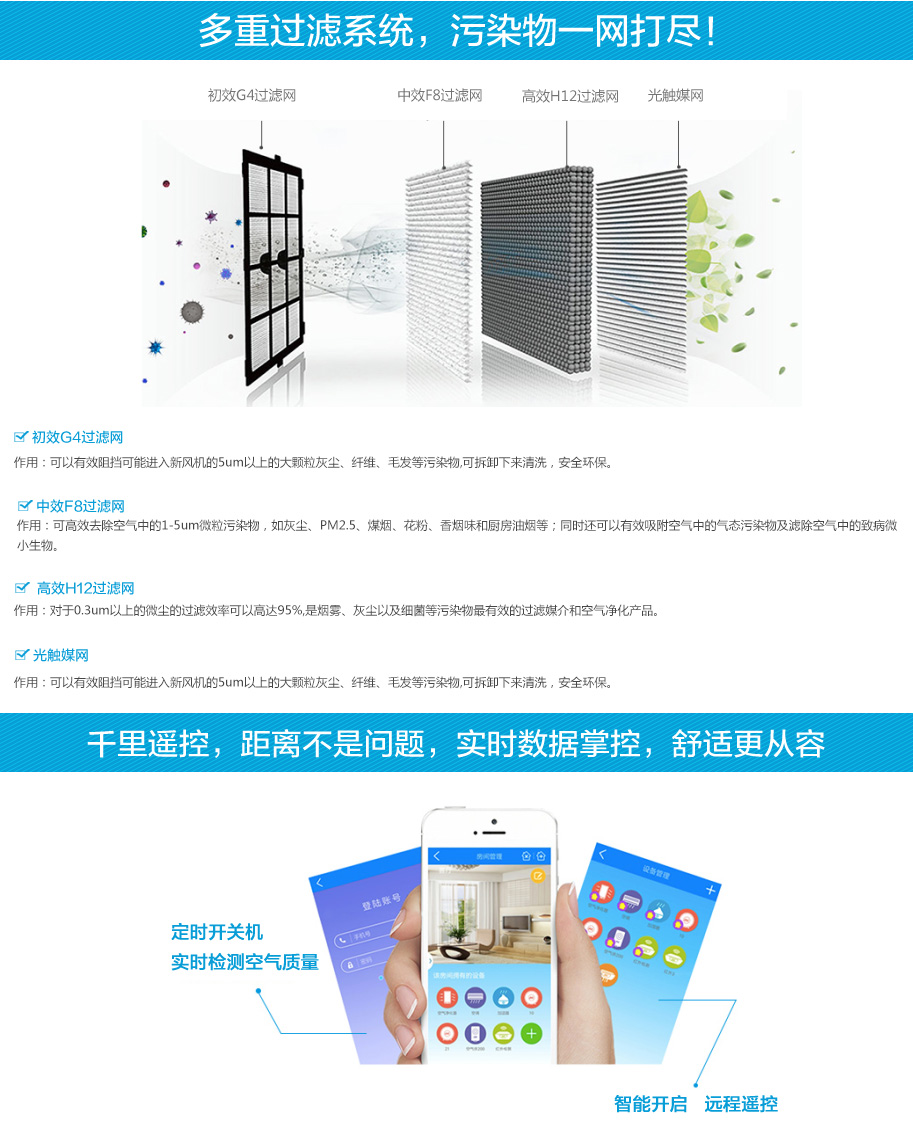 多重过滤系统，污染物一网打尽！
初效G4过滤网 中效F8过滤网 高效H12过滤网 光触媒网
初效G4过滤网
作用：可以有效阻挡可能进入新风机的5um以上的大颗粒灰尘、纤维、毛发等污染物,可拆卸下来清洗，安全环保。
中效F8过滤网
作用：可高效去除空气中的1-5um微粒污染物，如灰尘、PM2.5、煤烟、花粉、香烟味和厨房油烟等；同时还可以有效吸附空气中的气态污染物及滤除空气中的致病微
小生物。
高效H12过滤网
作用：对于0.3um以上的微尘的过滤效率可以高达95%,是烟雾、灰尘以及细菌等污染物最有效的过滤媒介和空气净化产品。
光触媒网
作用：可以有效阻挡可能进入新风机的5um以上的大颗粒灰尘、纤维、毛发等污染物,可拆卸下来清洗，安全环保。
千里遥控，距离不是问题，实时数据掌控，舒适更从容
房间管理
设备管理
登陆账号
手机号
密码
定时开关机
实时检测空气质量
该房间得有的设备
智能开启 远程遥控